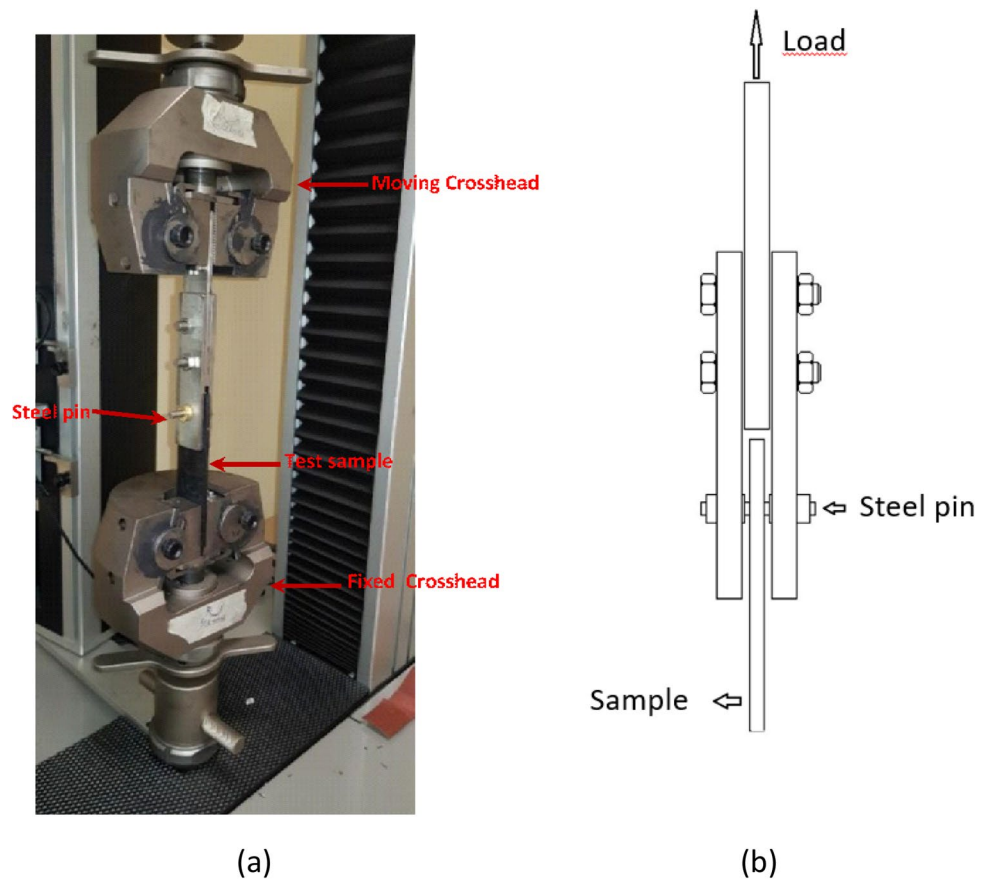 Load
Moving Crosshead
Steel pin
Test sample
Steel pin
Fixed Crosshead
Sample
(a)
(b)